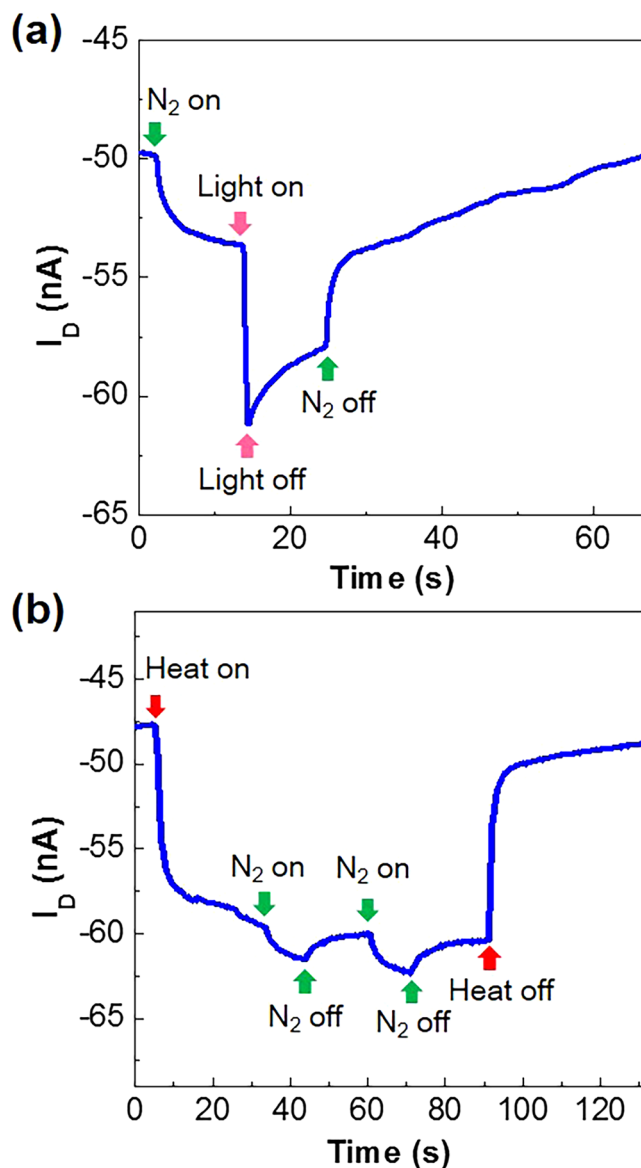 (a)
-45
N₂ on
-50
Light on
-55
I_D (nA)
N₂ off
-60
Light off
-65
0 20 40 60
Time (s)
(b)
-45
Heat on
-50
-55
I_D (nA)
N₂ on N₂ on
-60
Heat off
N₂ off N₂ off
-65
0 20 40 60 80 100 120
Time (s)